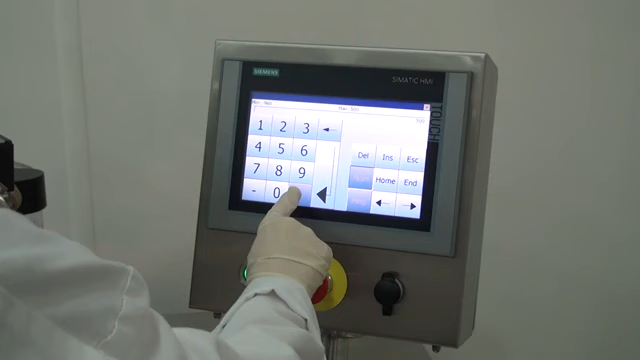 SIEMENS
SIMATIC HMI
TOUCH
1 2 3
4 5 6 Del Ins Esc
7 8 9 Home End
- 0